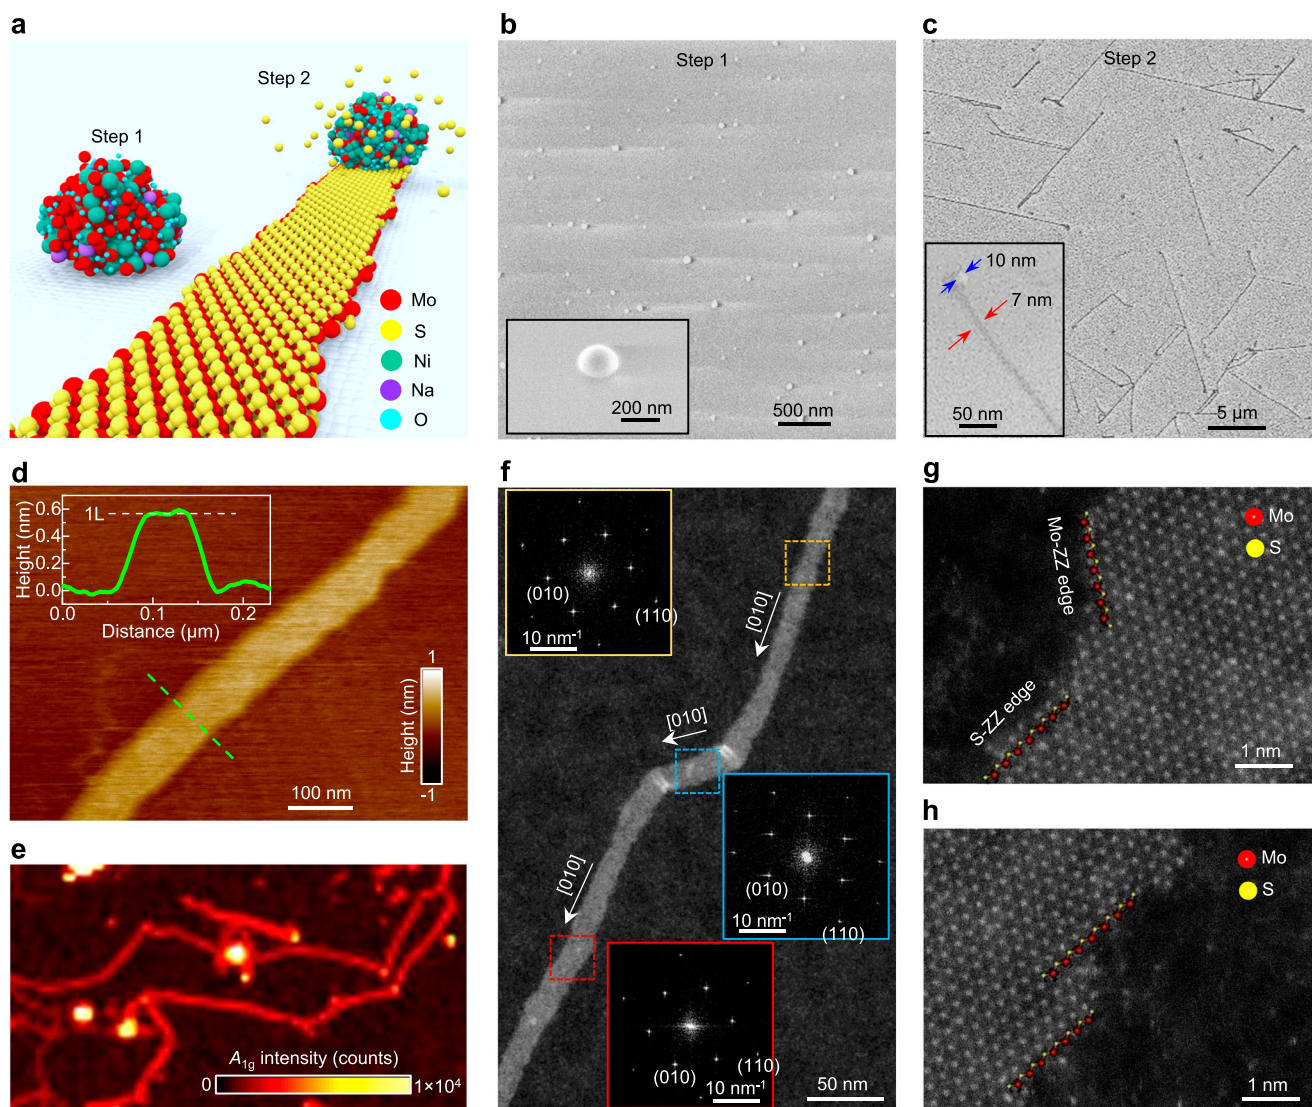 a
Step 1
Step 2
Mo
S
Ni
Na
O
b
Step 1
200 nm
500 nm
c
Step 2
10 nm
7 nm
50 nm
5 µm
d
Height (nm)
0.6
0.4
0.2
0.0
1L
0.0 0.1 0.2
Distance (µm)
100 nm
Height (nm)
1
-1
e
A1g intensity (counts)
0
1×10⁴
f
(010)
(110)
10 nm⁻¹
[010]
[010]
[010]
(010)
10 nm⁻¹
(110)
(010)
(110)
10 nm⁻¹
50 nm
g
Mo-ZZ edge
S-ZZ edge
Mo
S
1 nm
h
Mo
S
1 nm